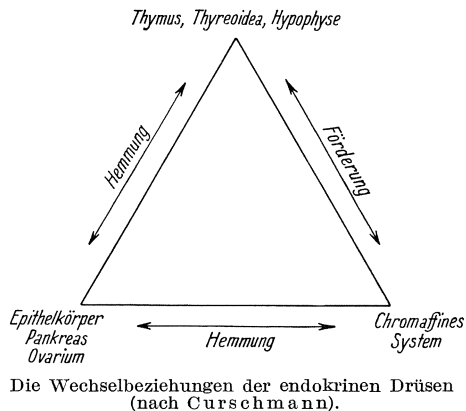 Thymus, Thyreoidea, Hypophyse
Hemmung
Förderung
Epithelkörper
Pankreas
Ovarium
Hemmung
Chromaffines
System
Die Wechselbeziehungen der endokrinen Drüsen
(nach Curschmann).